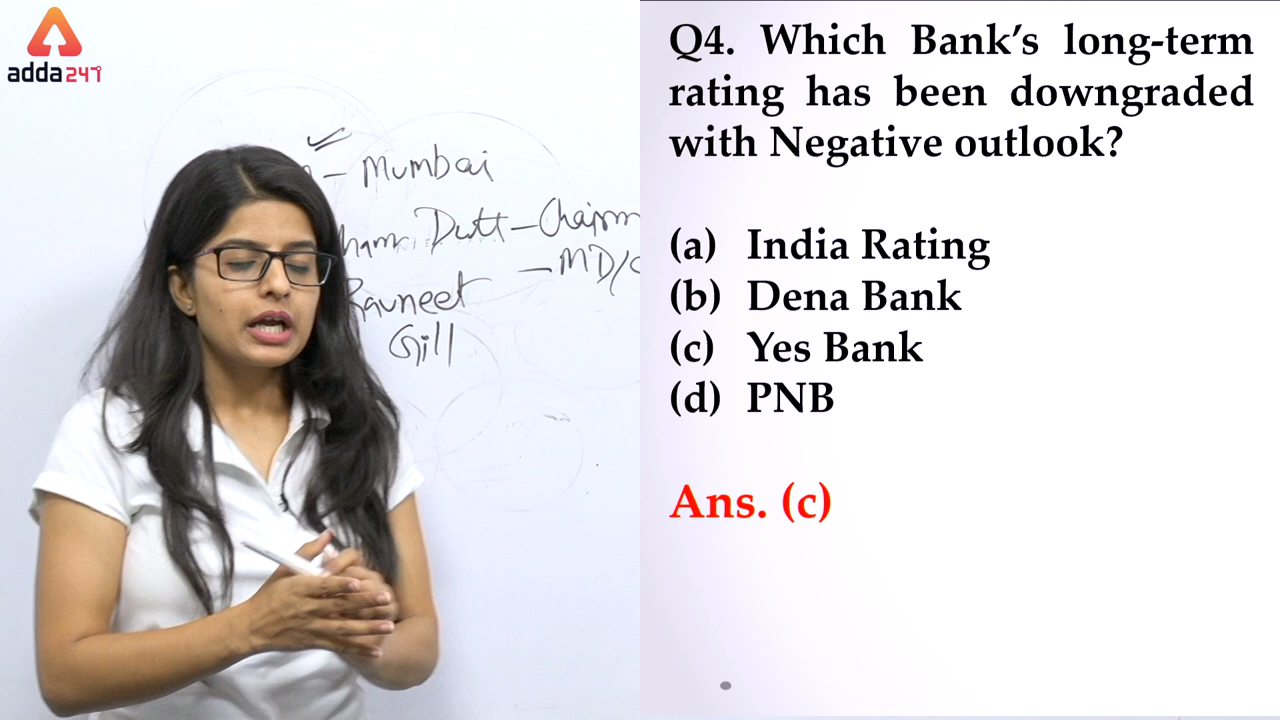 adda247
– Mumbai
Dutt – Chairm
– MD/
Ravneet
Gill
Q4. Which Bank’s long-term
rating has been downgraded
with Negative outlook?
(a) India Rating
(b) Dena Bank
(c) Yes Bank
(d) PNB
Ans. (c)